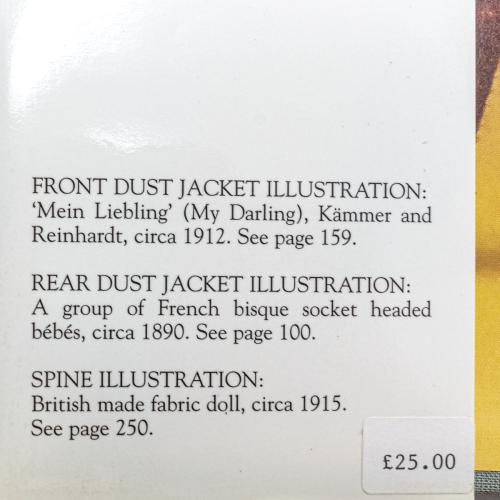 FRONT DUST JACKET ILLUSTRATION:
‘Mein Liebling’ (My Darling), Kämmer and
Reinhardt, circa 1912. See page 159.
REAR DUST JACKET ILLUSTRATION:
A group of French bisque socket headed
bébés, circa 1890. See page 100.
SPINE ILLUSTRATION:
British made fabric doll, circa 1915.
See page 250.
£25.00